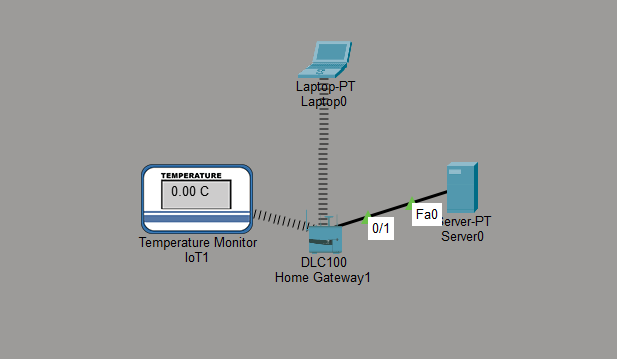 Laptop-PT
Laptop0
TEMPERATURE
0.00 C
Temperature Monitor
IoT1
DLC100
Home Gateway1
0/1
Fa0
erver-PT
Server0